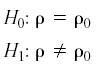 H₀: ρ = ρ₀
H₁: ρ ≠ ρ₀